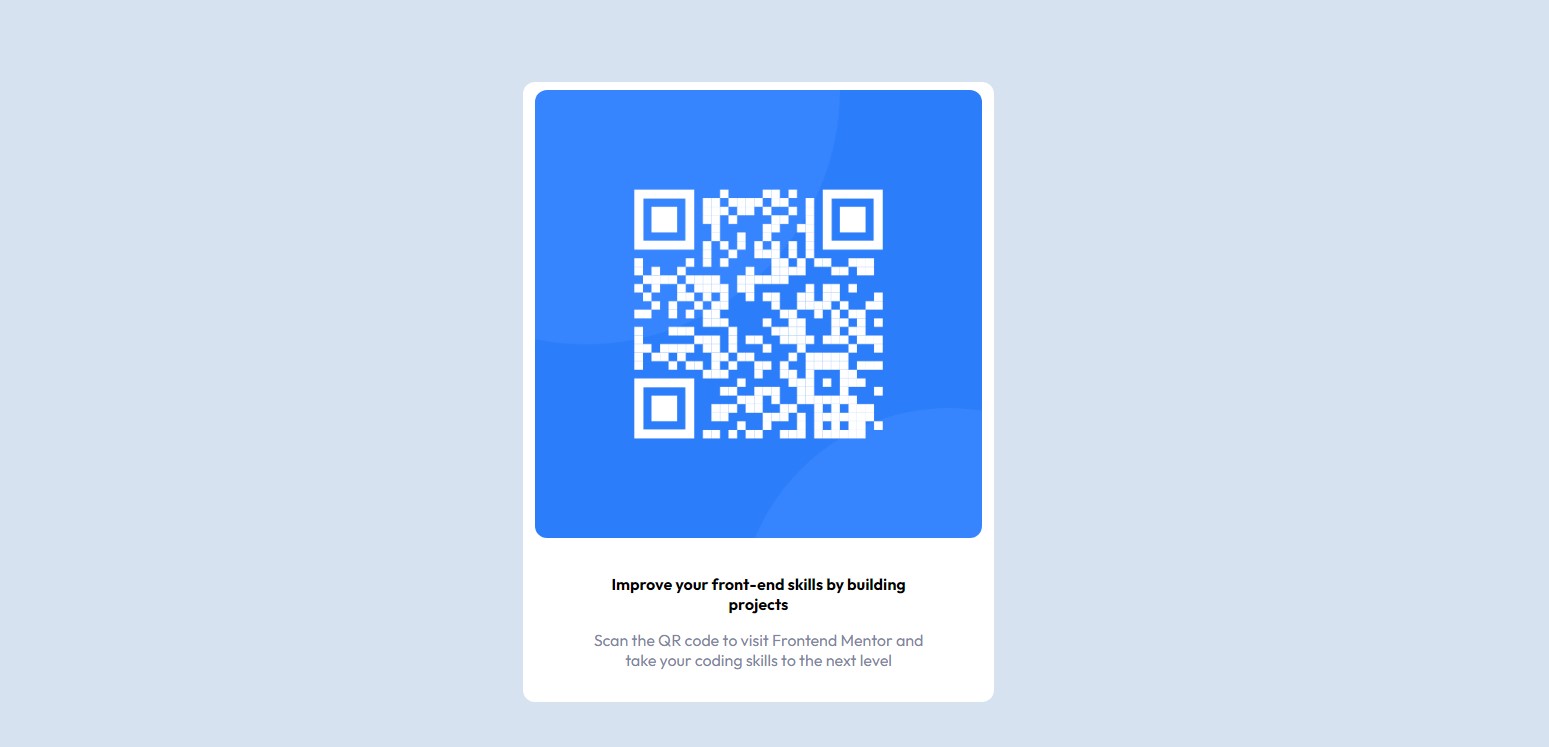 Improve your front-end skills by building
projects
Scan the QR code to visit Frontend Mentor and
take your coding skills to the next level